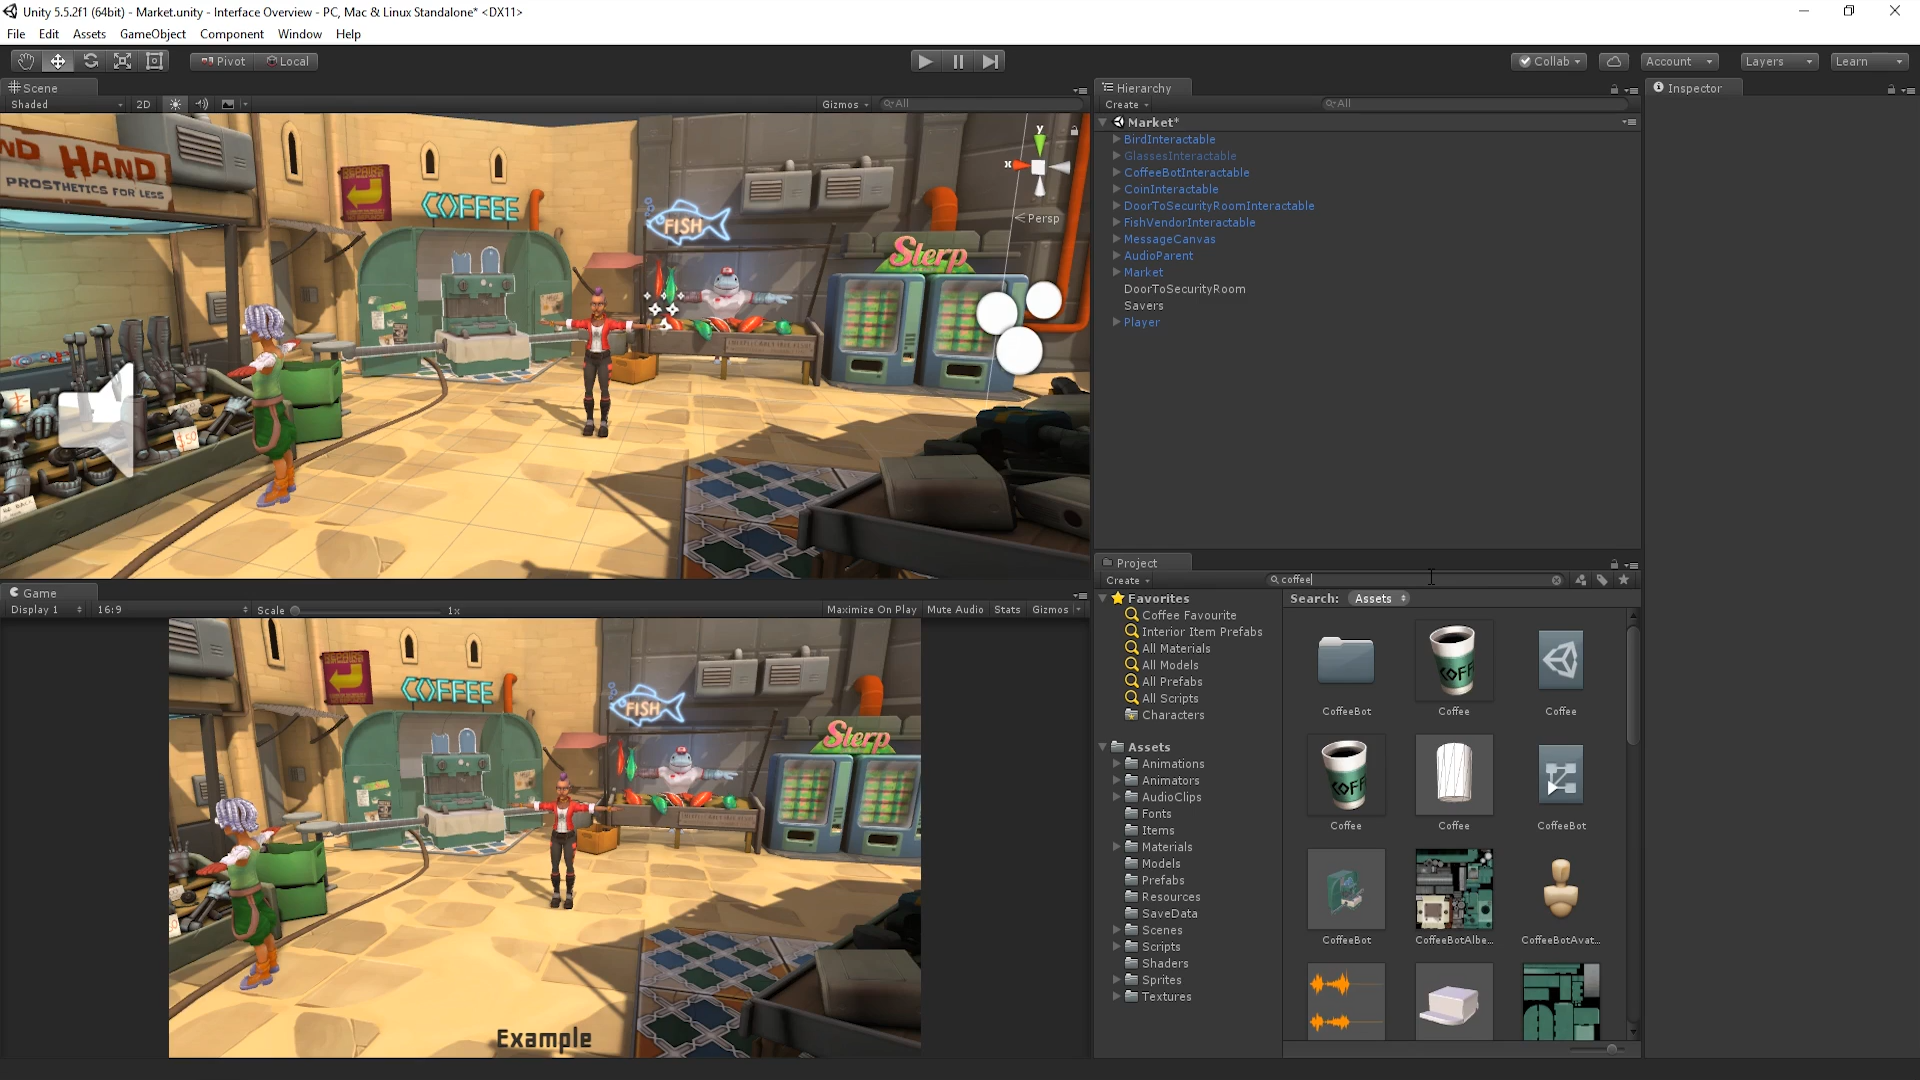 Unity 5.5.2f1 (64bit) - Market.unity - Interface Overview - PC, Mac & Linux Standalone* <DX11>
File Edit Assets GameObject Component Window Help
Pivot Local
Collab Account Layers Learn
Scene
Shaded 2D Gizmos All
ND HAND
PROSTHETICS FOR LESS
REPAIRS
COFFEE
FISH
Slerp
y
x
Persp
$50
Hierarchy
Create All
Market*
BirdInteractable
GlassesInteractable
CoffeeBotInteractable
CoinInteractable
DoorToSecurityRoomInteractable
FishVendorInteractable
MessageCanvas
AudioParent
Market
DoorToSecurityRoom
Savers
Player
Inspector
Game
Display 1 16:9 Scale 1x Maximize On Play Mute Audio Stats Gizmos
REPAIRS
COFFEE
FISH
Slerp
Example
Project
Create coffee
Favorites
Coffee Favourite
Interior Item Prefabs
All Materials
All Models
All Prefabs
All Scripts
Characters
Assets
Animations
Animators
AudioClips
Fonts
Items
Materials
Models
Prefabs
Resources
SaveData
Scenes
Scripts
Shaders
Sprites
Textures
Search: Assets
CoffeeBot Coffee Coffee
Coffee Coffee CoffeeBot
CoffeeBot CoffeeBotAlbe... CoffeeBotAvat...